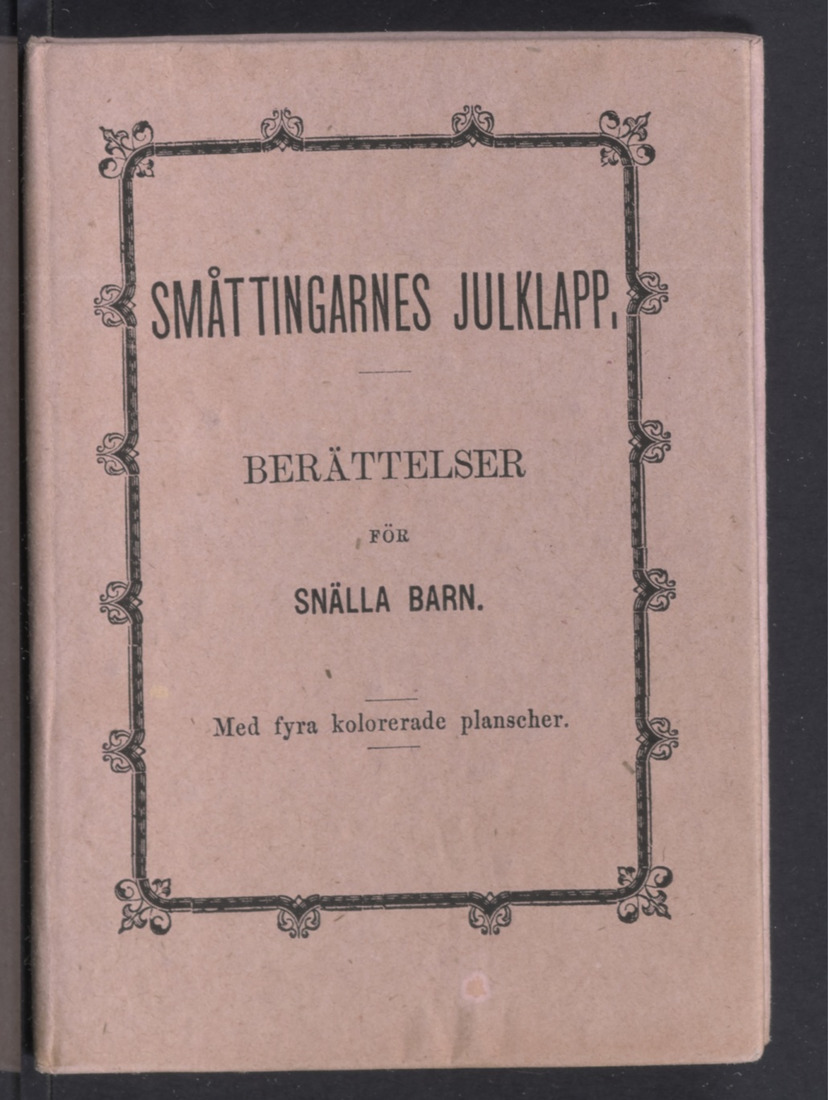 SMÅTTINGARNES JULKLAPP.
BERÄTTELSER
FÖR
SNÄLLA BARN.
Med fyra kolorerade planscher.